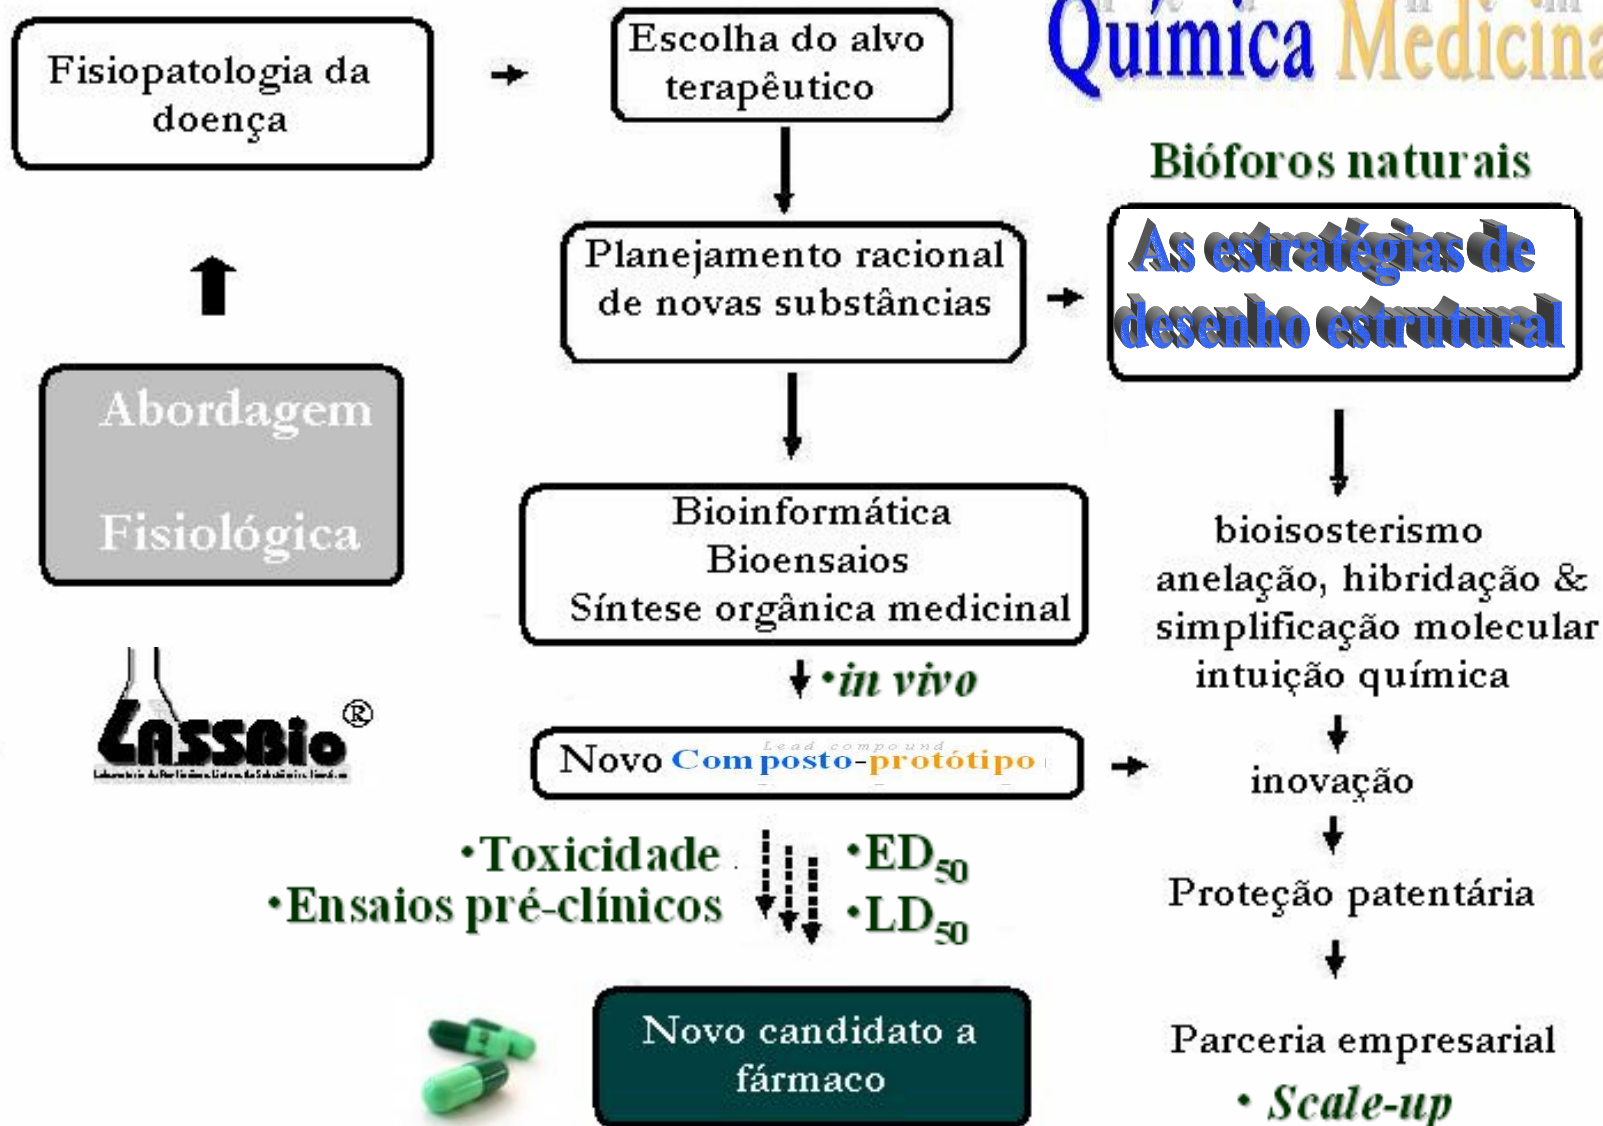 Química Medicina
Fisiopatologia da
doença
Escolha do alvo
terapêutico
Bióforos naturais
Planejamento racional
de novas substâncias
As estratégias de
desenho estrutural
Abordagem
Fisiológica
Bioinformática
Bioensaios
Síntese orgânica medicinal
bioisosterismo
anelação, hibridação &
simplificação molecular
intuição química
•in vivo
LASSBio®
Lead compound
Novo Composto-protótipo
inovação
•Toxicidade
•Ensaios pré-clínicos
•ED50
•LD50
Proteção patentária
Novo candidato a
fármaco
Parceria empresarial
• Scale-up